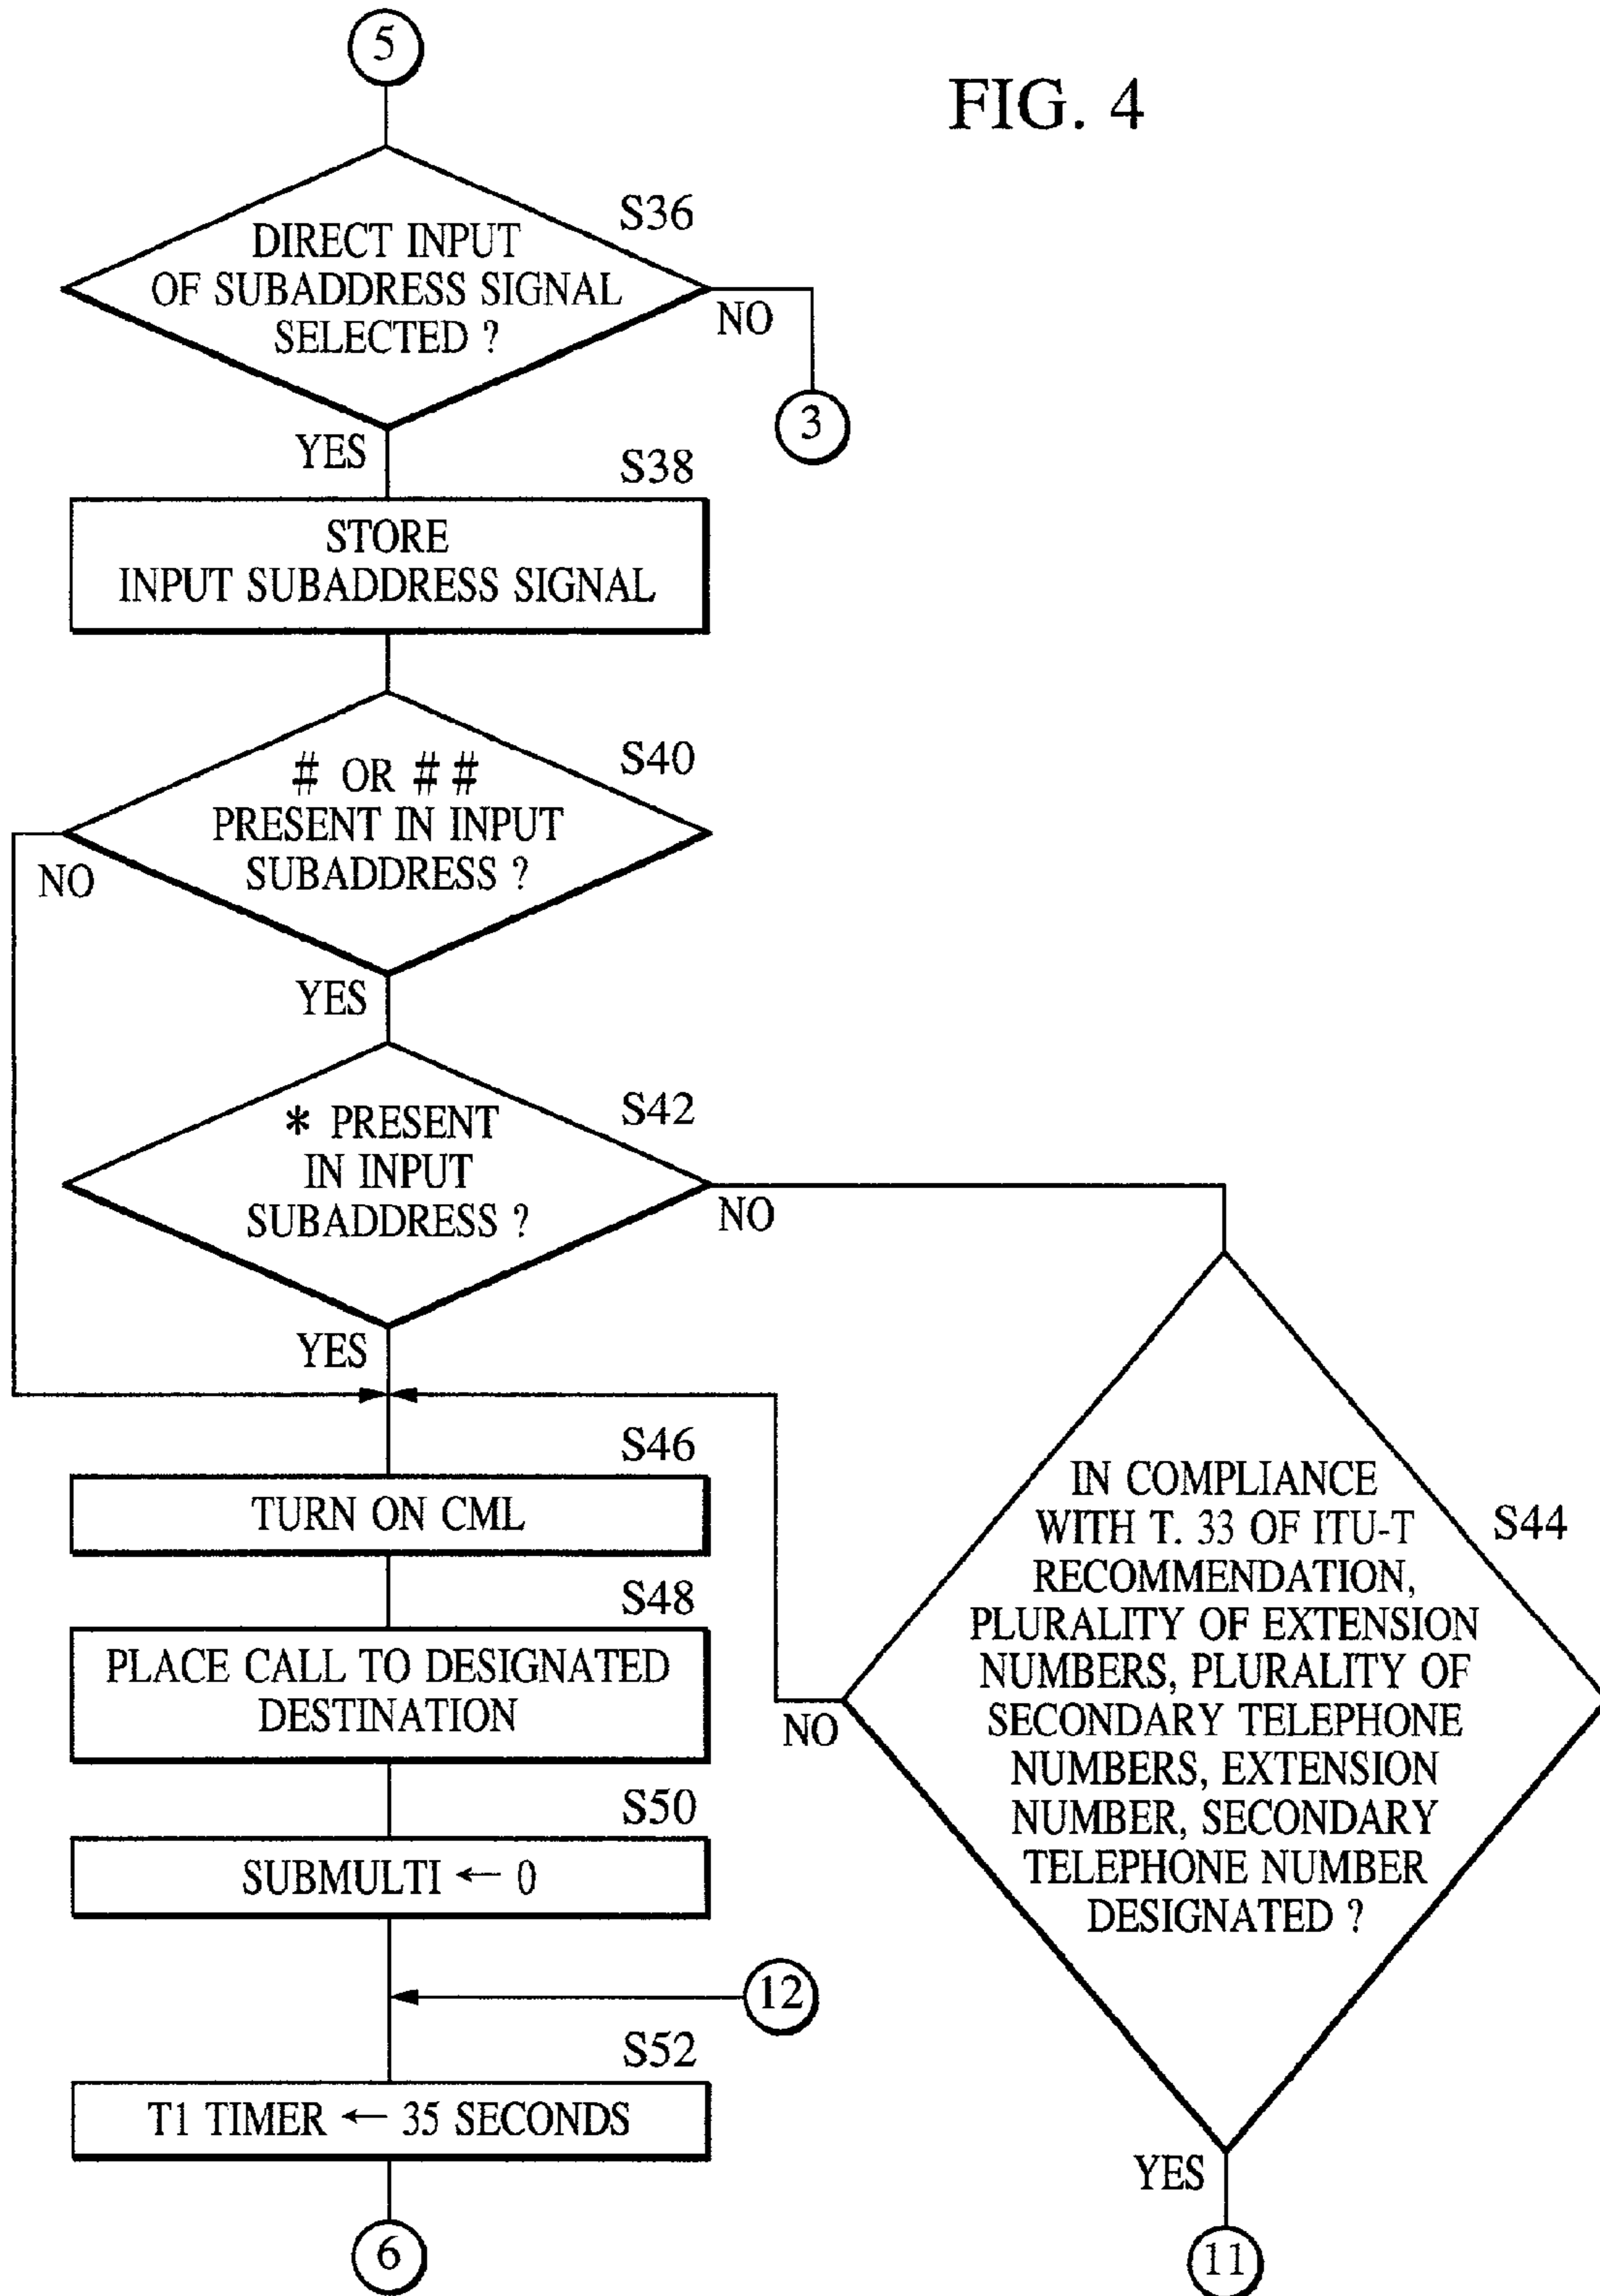 5
FIG. 4
S36
DIRECT INPUT
OF SUBADDRESS SIGNAL
SELECTED ?
NO
3
YES
S38
STORE
INPUT SUBADDRESS SIGNAL
S40
# OR # #
PRESENT IN INPUT
SUBADDRESS ?
NO
YES
S42
* PRESENT
IN INPUT
SUBADDRESS ?
NO
YES
S46
TURN ON CML
S48
PLACE CALL TO DESIGNATED
DESTINATION
S50
SUBMULTI ← 0
12
S52
T1 TIMER ← 35 SECONDS
6
S44
IN COMPLIANCE
WITH T. 33 OF ITU-T
RECOMMENDATION,
PLURALITY OF EXTENSION
NUMBERS, PLURALITY OF
SECONDARY TELEPHONE
NUMBERS, EXTENSION
NUMBER, SECONDARY
TELEPHONE NUMBER
DESIGNATED ?
NO
YES
11